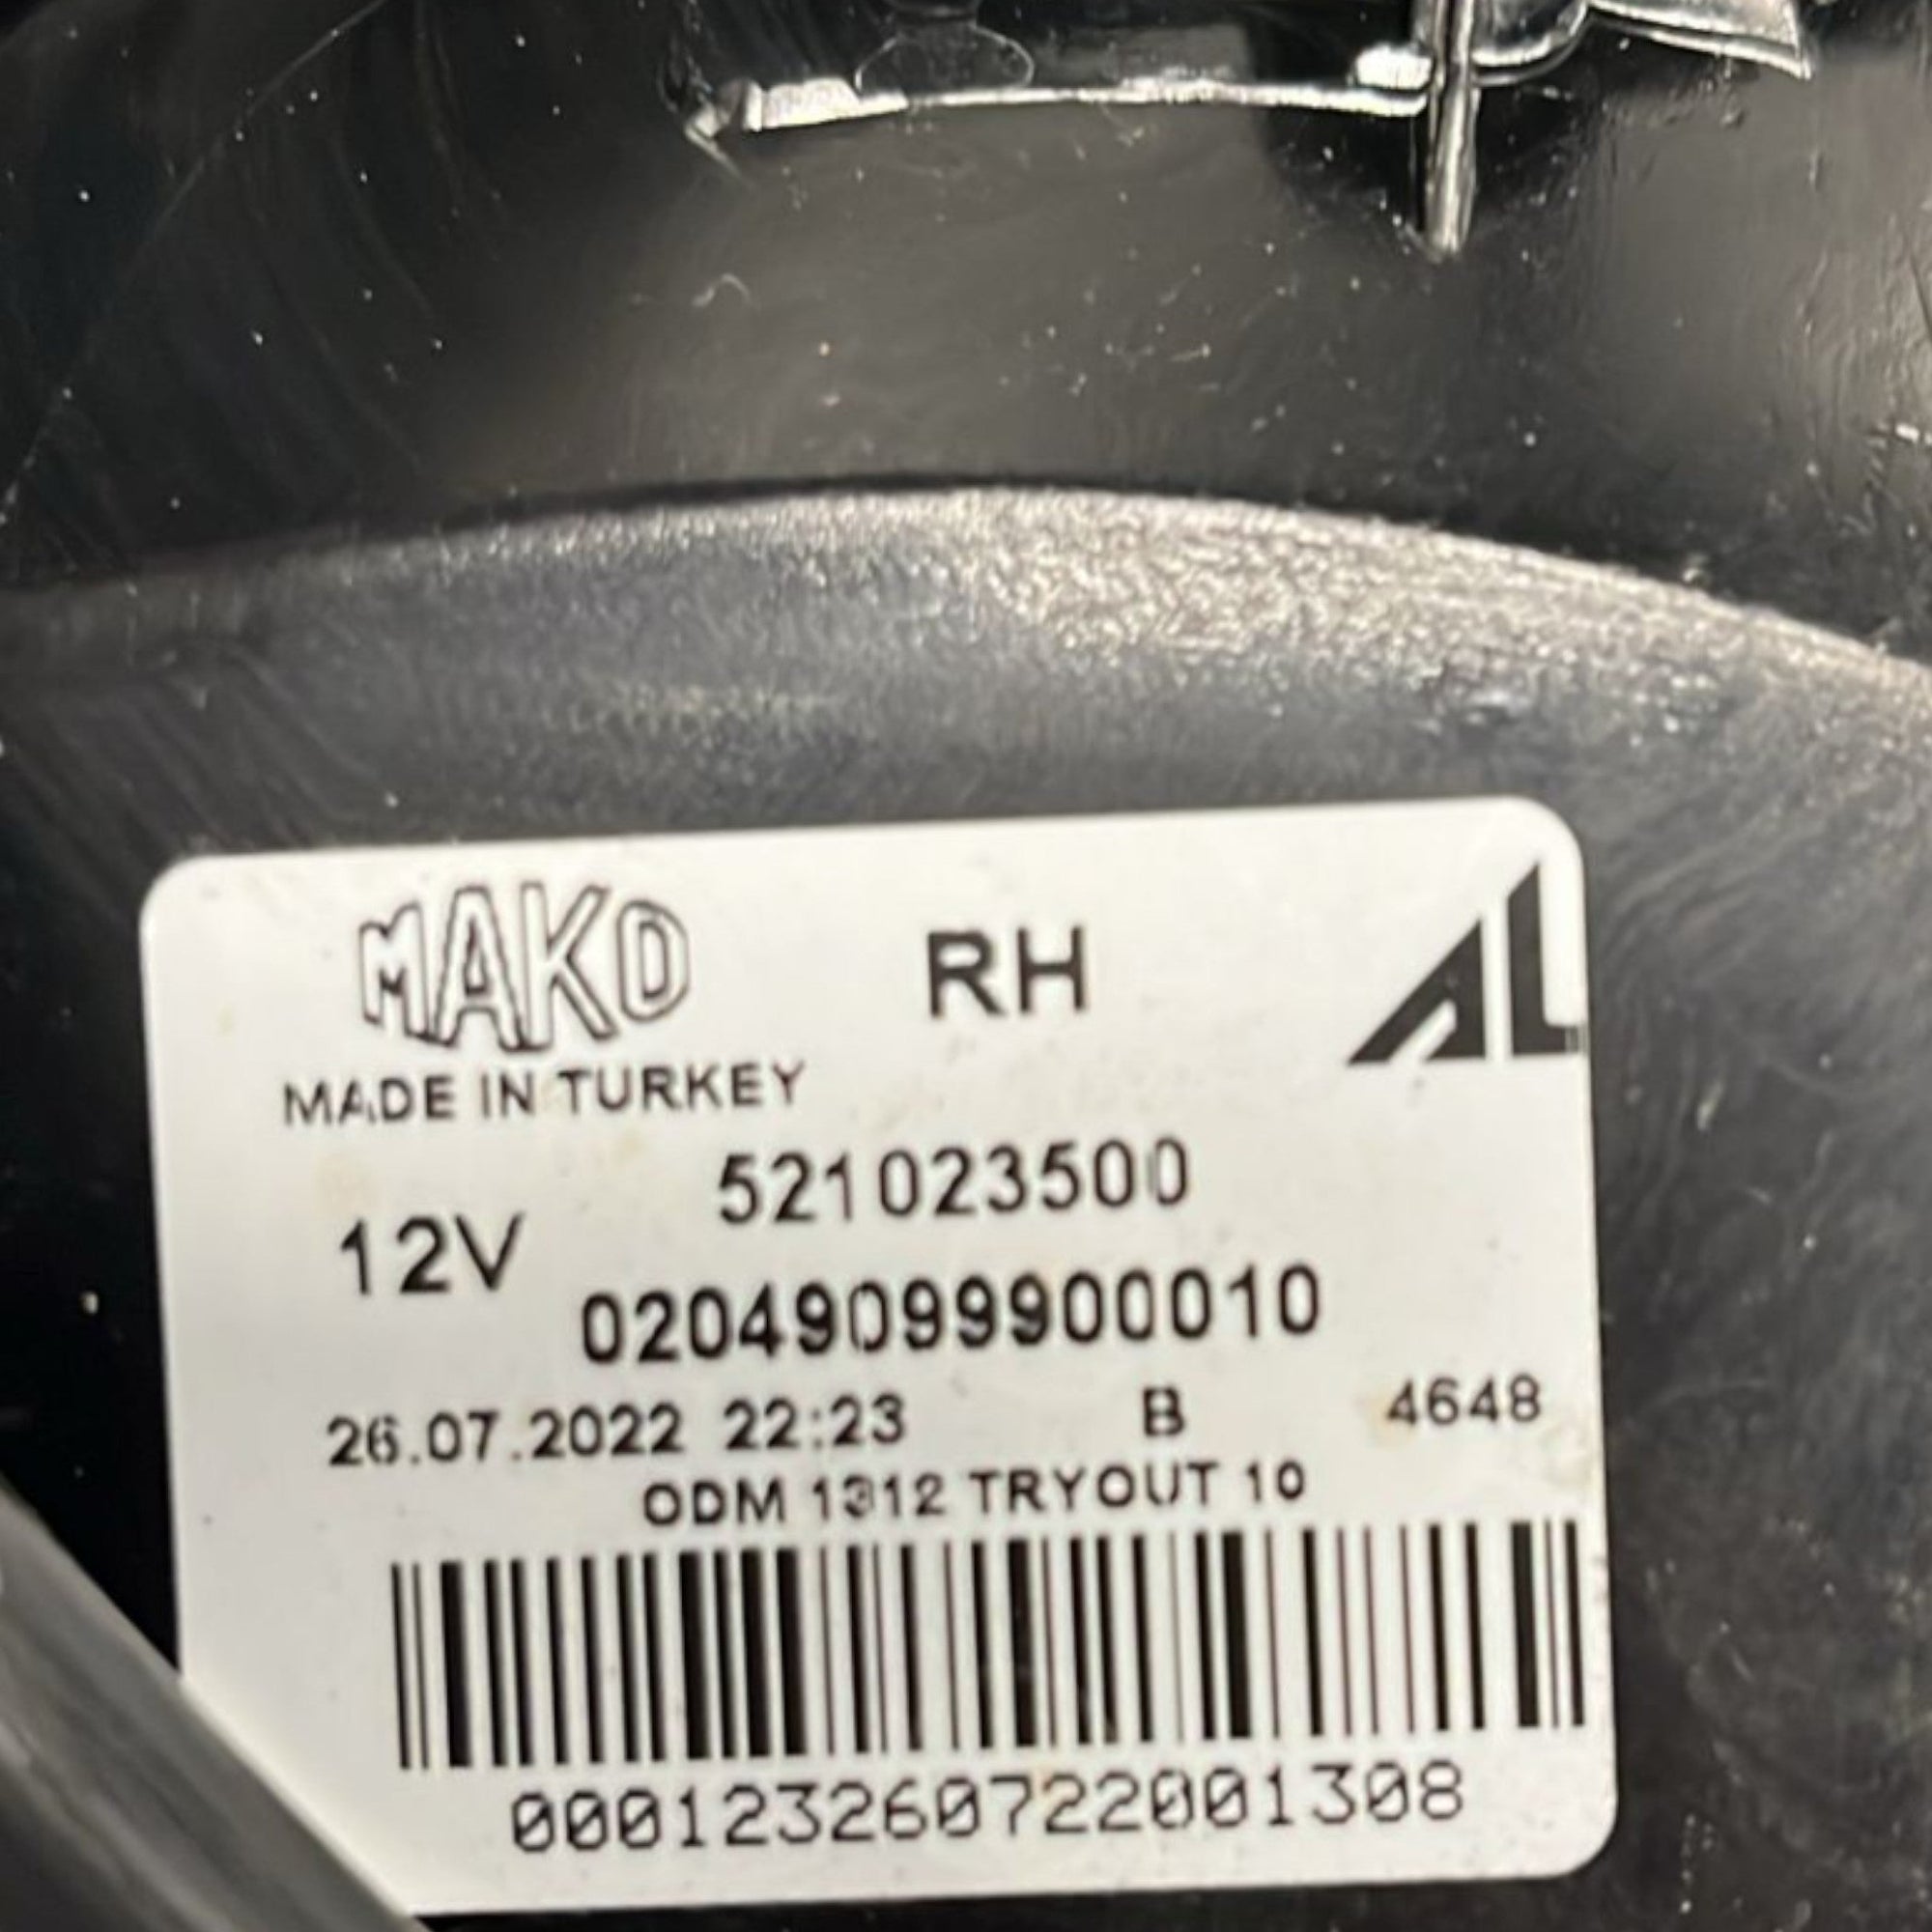 MAKO RH AL
MADE IN TURKEY
521023500
12V
02049099900010
26.07.2022 22:23 B 4648
ODM 1312 TRYOUT 10
000123260722001308